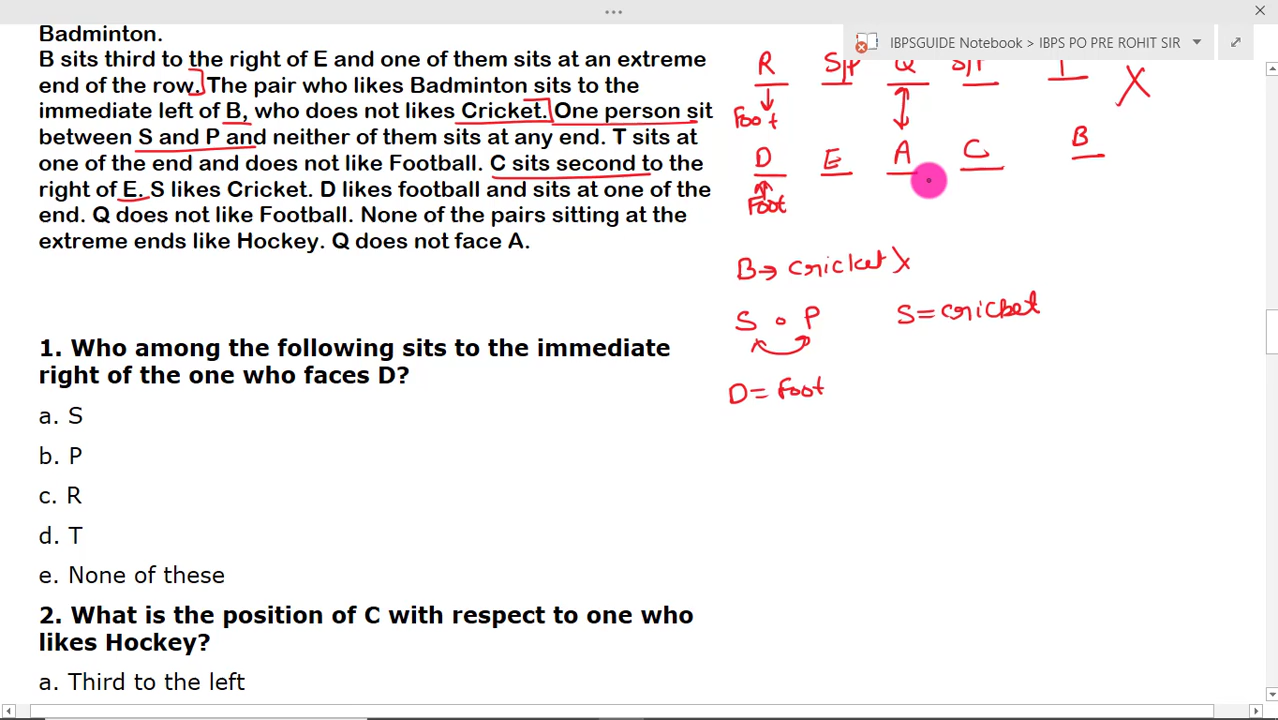 Badminton.
IBPSGUIDE Notebook > IBPS PO PRE ROHIT SIR
B sits third to the right of E and one of them sits at an extreme
end of the row. The pair who likes Badminton sits to the
immediate left of B, who does not likes Cricket. One person sit
between S and P and neither of them sits at any end. T sits at
one of the end and does not like Football. C sits second to the
right of E. S likes Cricket. D likes football and sits at one of the
end. Q does not like Football. None of the pairs sitting at the
extreme ends like Hockey. Q does not face A.
R S/P Q S/P T X
Foot
D E A C B
Foot
B→ cricket X
S o P S = cricket
D = Foot
1. Who among the following sits to the immediate
right of the one who faces D?
a. S
b. P
c. R
d. T
e. None of these
2. What is the position of C with respect to one who
likes Hockey?
a. Third to the left